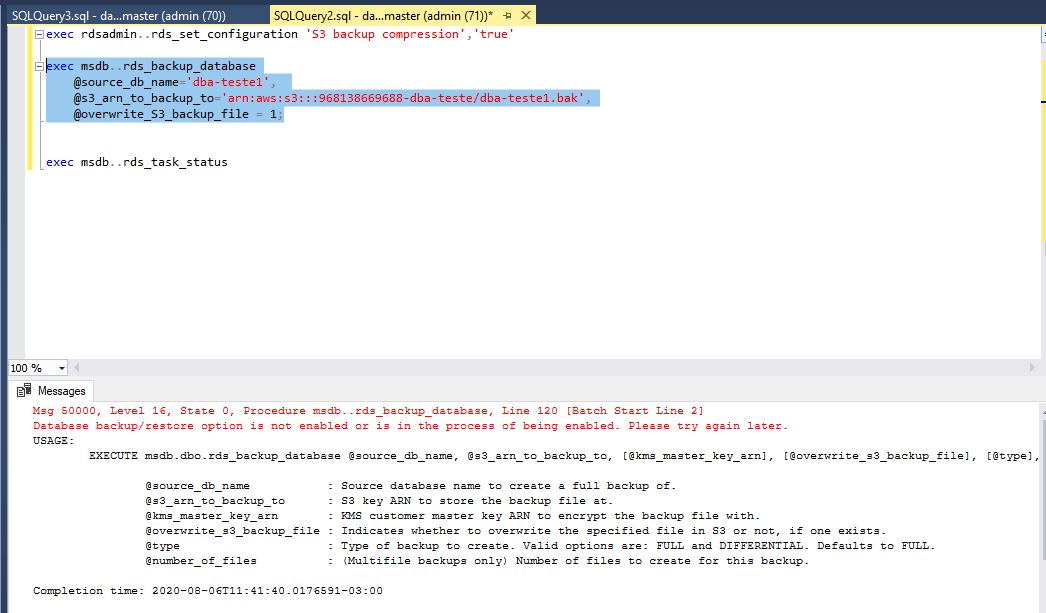 SQLQuery3.sql - da...master (admin (70))
SQLQuery2.sql - da...master (admin (71))*
exec rdsadmin..rds_set_configuration 'S3 backup compression','true'
exec msdb..rds_backup_database
@source_db_name='dba-teste1',
@s3_arn_to_backup_to='arn:aws:s3:::968138669688-dba-teste/dba-teste1.bak',
@overwrite_S3_backup_file = 1;
exec msdb..rds_task_status
100 %
Messages
Msg 50000, Level 16, State 0, Procedure msdb..rds_backup_database, Line 120 [Batch Start Line 2]
Database backup/restore option is not enabled or is in the process of being enabled. Please try again later.
USAGE:
EXECUTE msdb.dbo.rds_backup_database @source_db_name, @s3_arn_to_backup_to, [@kms_master_key_arn], [@overwrite_s3_backup_file], [@type],
@source_db_name : Source database name to create a full backup of.
@s3_arn_to_backup_to : S3 key ARN to store the backup file at.
@kms_master_key_arn : KMS customer master key ARN to encrypt the backup file with.
@overwrite_s3_backup_file : Indicates whether to overwrite the specified file in S3 or not, if one exists.
@type : Type of backup to create. Valid options are: FULL and DIFFERENTIAL. Defaults to FULL.
@number_of_files : (Multifile backups only) Number of files to create for this backup.
Completion time: 2020-08-06T11:41:40.0176591-03:00